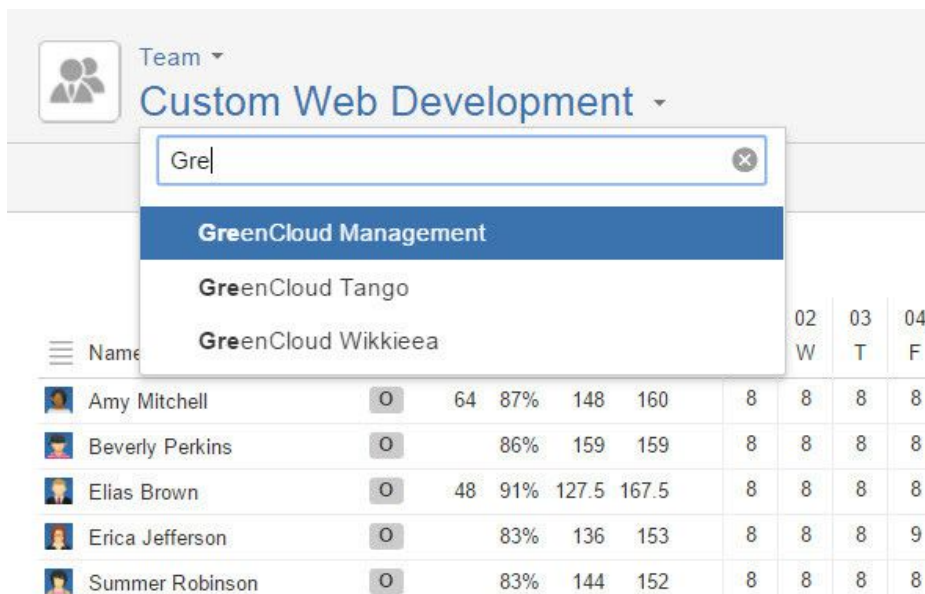 Team
Custom Web Development
Gre
GreenCloud Management
GreenCloud Tango
GreenCloud Wikkieea
02 03 04
Name W T F
Amy Mitchell O 64 87% 148 160 8 8 8 8
Beverly Perkins O 86% 159 159 8 8 8 8
Elias Brown O 48 91% 127.5 167.5 8 8 8 8
Erica Jefferson O 83% 136 153 8 8 8 9
Summer Robinson O 83% 144 152 8 8 8 8